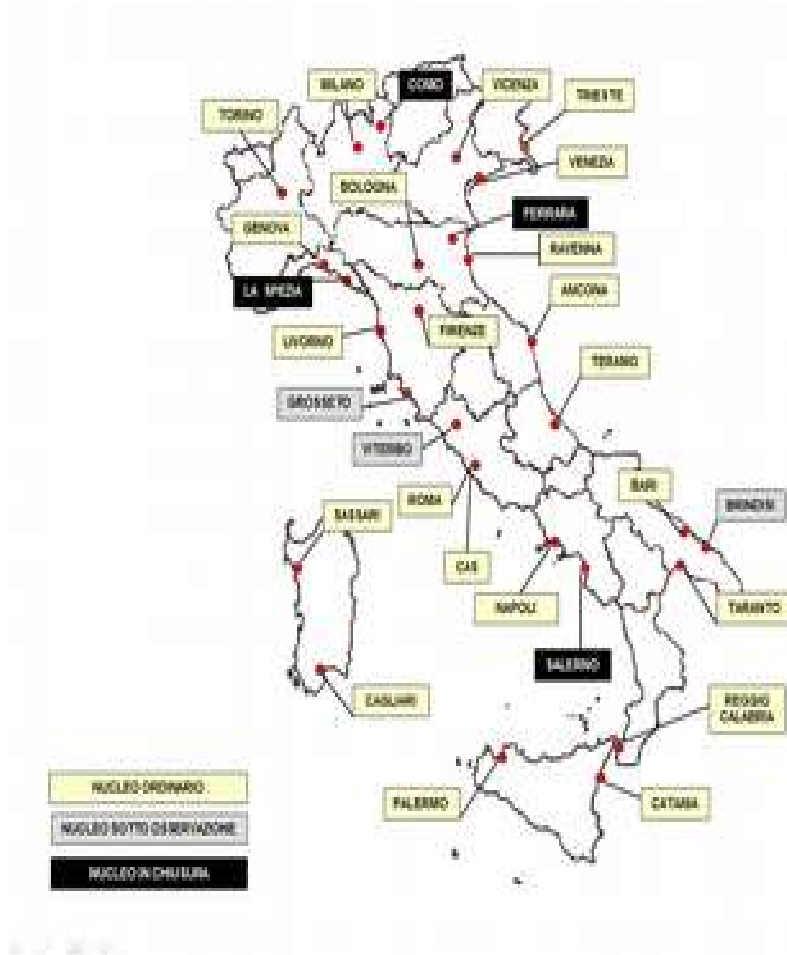 MILANO
COMO
VICENZA
TRIESTE
TORINO
VENEZIA
BOLOGNA
FERRARA
GENOVA
RAVENNA
LA SPEZIA
ANCONA
LIVORNO
FIRENZE
TERAMO
GROSSETO
VITERBO
ROMA
BARI
BRINDISI
SASSARI
CAS
NAPOLI
TARANTO
SALERNO
CAGLIARI
REGGIO
CALABRIA
PALERMO
CATANIA
NUCLEO ORDINARIO
NUCLEO SOTTO OSSERVAZIONE
NUCLEO IN CHIUSURA